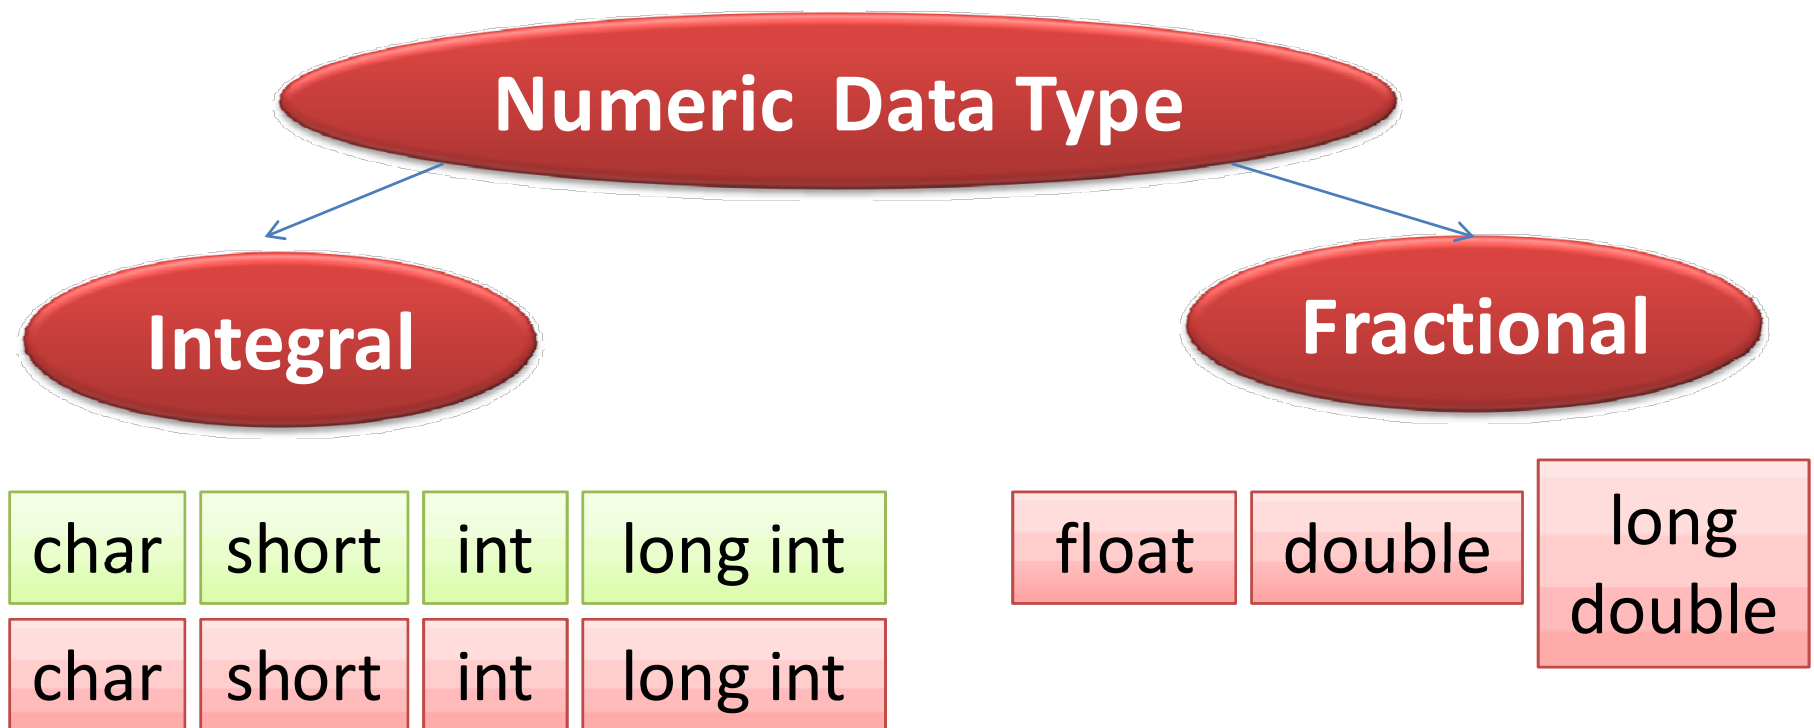 Numeric Data Type
Integral
Fractional
char short int long int
float double long double
char short int long int